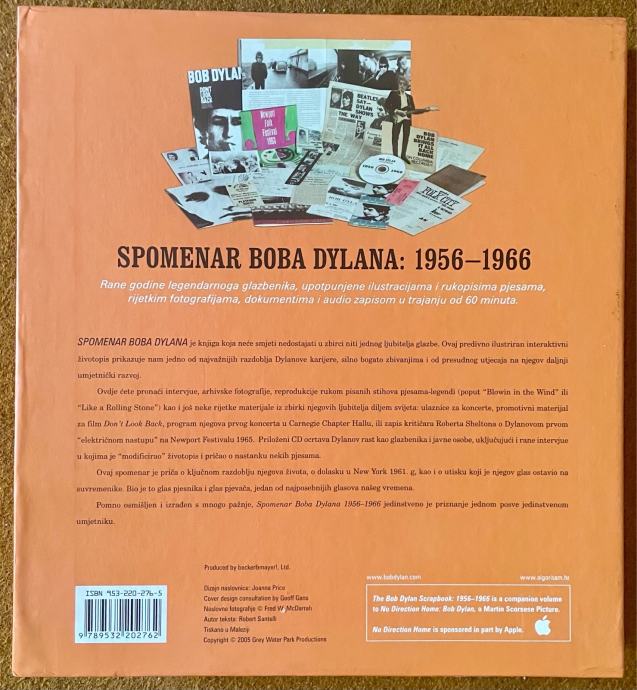 BOB DYLAN
DON'T LOOK BACK
Newport
Folk
Festival
BEATLES
SAY—
DYLAN
SHOWS
THE WAY
BOB
DYLAN
BRINGS
IT ALL
BACK
HOME
FOLK CITY
SPOMENAR BOBA DYLANA: 1956–1966
Rane godine legendarnoga glazbenika, upotpunjene ilustracijama i rukopisima pjesama,
rijetkim fotografijama, dokumentima i audio zapisom u trajanju od 60 minuta.
SPOMENAR BOBA DYLANA je knjiga koja neće smjeti nedostajati u zbirci niti jednog ljubitelja glazbe. Ovaj predivno ilustriran interaktivni
životopis prikazuje nam jedno od najvažnijih razdoblja Dylanove karijere, silno bogato zbivanjima i od presudnog utjecaja na njegov daljnji
umjetnički razvoj.
Ovdje ćete pronaći intervjue, arhivske fotografije, reprodukcije rukom pisanih stihova pjesama-legendi (poput "Blowin in the Wind" ili
"Like a Rolling Stone") kao i još neke rijetke materijale iz zbirki njegovih ljubitelja diljem svijeta: ulaznice za koncerte, promotivni materijal
za film Don't Look Back, program njegova prvog koncerta u Carnegie Chapter Hallu, ili zapis kritičara Roberta Sheltona o Dylanovom prvom
"električnom nastupu" na Newport Festivalu 1965. Priloženi CD ocrtava Dylanov rast kao glazbenika i javne osobe, uključujući i rane intervjue
u kojima je "modificirao" životopis i pričao o nastanku nekih pjesama.
Ovaj spomenar je priča o ključnom razdoblju njegova života, o dolasku u New York 1961. g, kao i o utisku koji je njegov glas ostavio na
suvremenike. Bio je to glas pjesnika i glas pjevača, jedan od najposebnijih glasova našeg vremena.
Pomno osmišljen i izrađen s mnogo pažnje, Spomenar Boba Dylana 1956–1966 jedinstveno je priznanje jednom posve jedinstvenom
umjetniku.
Produced by becker&mayer!, Ltd.
Dizajn naslovnice: Joanna Price
Cover design consultation by Geoff Gans
Naslovne fotografije © Fred W. McDarrah
Autor teksta: Robert Santelli
Tiskano u Maleziji
Copyright © 2005 Grey Water Park Productions
ISBN 953-220-276-5
9 789532 202762
www.bobdylan.com
www.algoritam.hr
The Bob Dylan Scrapbook: 1956–1966 is a companion volume
to No Direction Home: Bob Dylan, a Martin Scorsese Picture.
No Direction Home is sponsored in part by Apple.